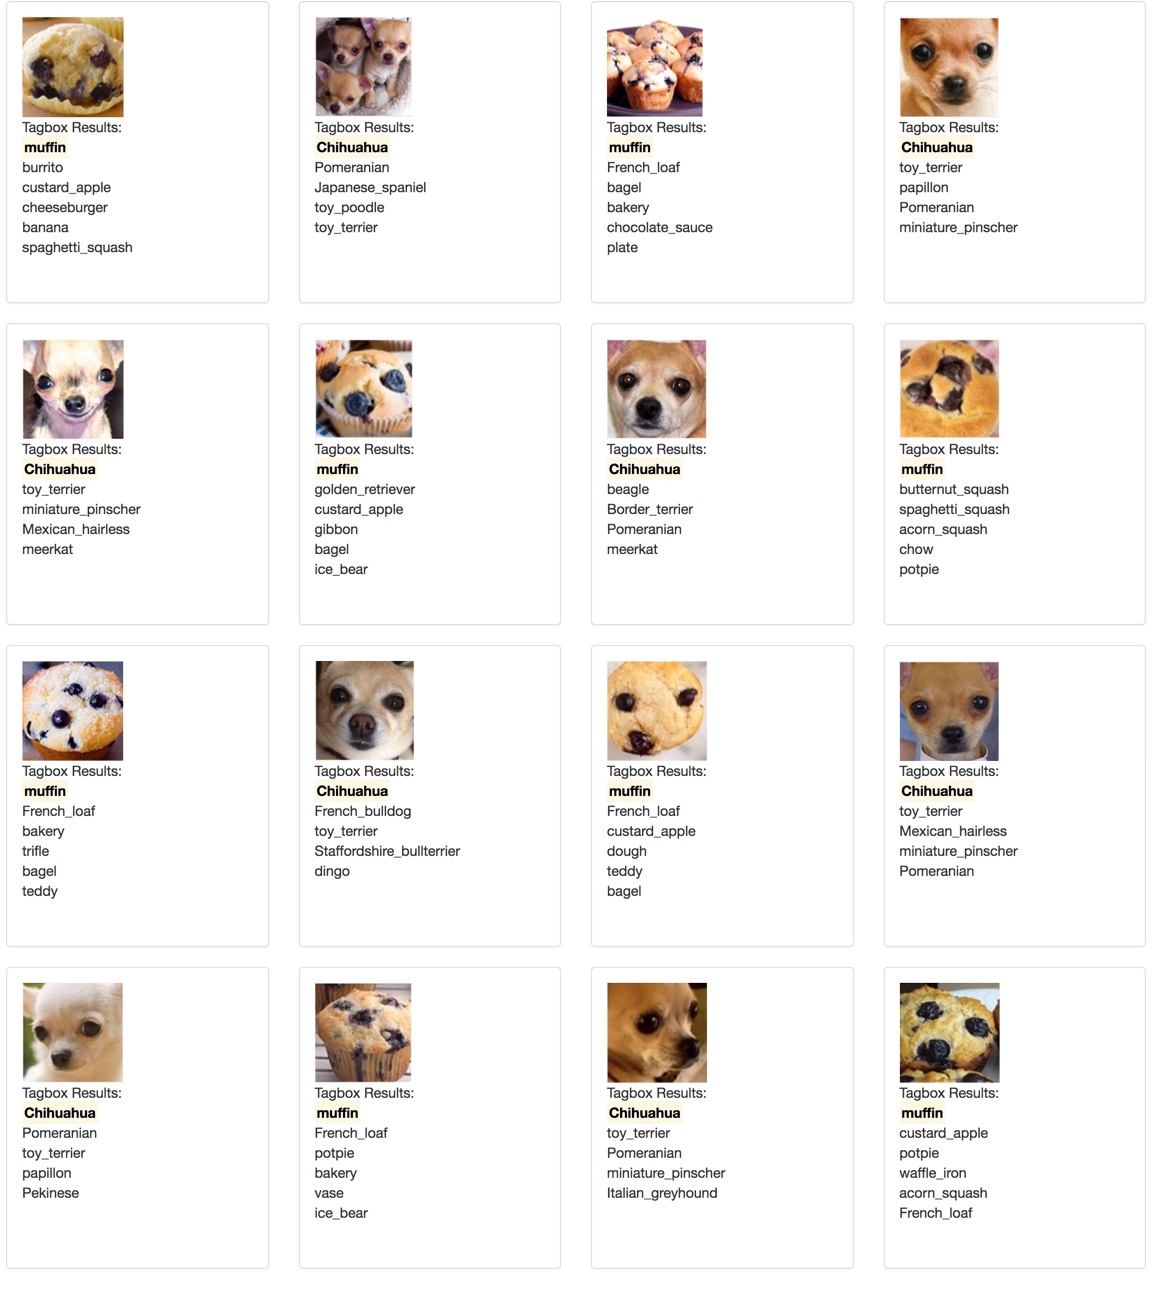 Tagbox Results:
muffin
burrito
custard_apple
cheeseburger
banana
spaghetti_squash
Tagbox Results:
Chihuahua
Pomeranian
Japanese_spaniel
toy_poodle
toy_terrier
Tagbox Results:
muffin
French_loaf
bagel
bakery
chocolate_sauce
plate
Tagbox Results:
Chihuahua
toy_terrier
papillon
Pomeranian
miniature_pinscher
Tagbox Results:
Chihuahua
toy_terrier
miniature_pinscher
Mexican_hairless
meerkat
Tagbox Results:
muffin
golden_retriever
custard_apple
gibbon
bagel
ice_bear
Tagbox Results:
Chihuahua
beagle
Border_terrier
Pomeranian
meerkat
Tagbox Results:
muffin
butternut_squash
spaghetti_squash
acorn_squash
chow
potpie
Tagbox Results:
muffin
French_loaf
bakery
trifle
bagel
teddy
Tagbox Results:
Chihuahua
French_bulldog
toy_terrier
Staffordshire_bullterrier
dingo
Tagbox Results:
muffin
French_loaf
custard_apple
dough
teddy
bagel
Tagbox Results:
Chihuahua
toy_terrier
Mexican_hairless
miniature_pinscher
Pomeranian
Tagbox Results:
Chihuahua
Pomeranian
toy_terrier
papillon
Pekinese
Tagbox Results:
muffin
French_loaf
potpie
bakery
vase
ice_bear
Tagbox Results:
Chihuahua
toy_terrier
Pomeranian
miniature_pinscher
Italian_greyhound
Tagbox Results:
muffin
custard_apple
potpie
waffle_iron
acorn_squash
French_loaf